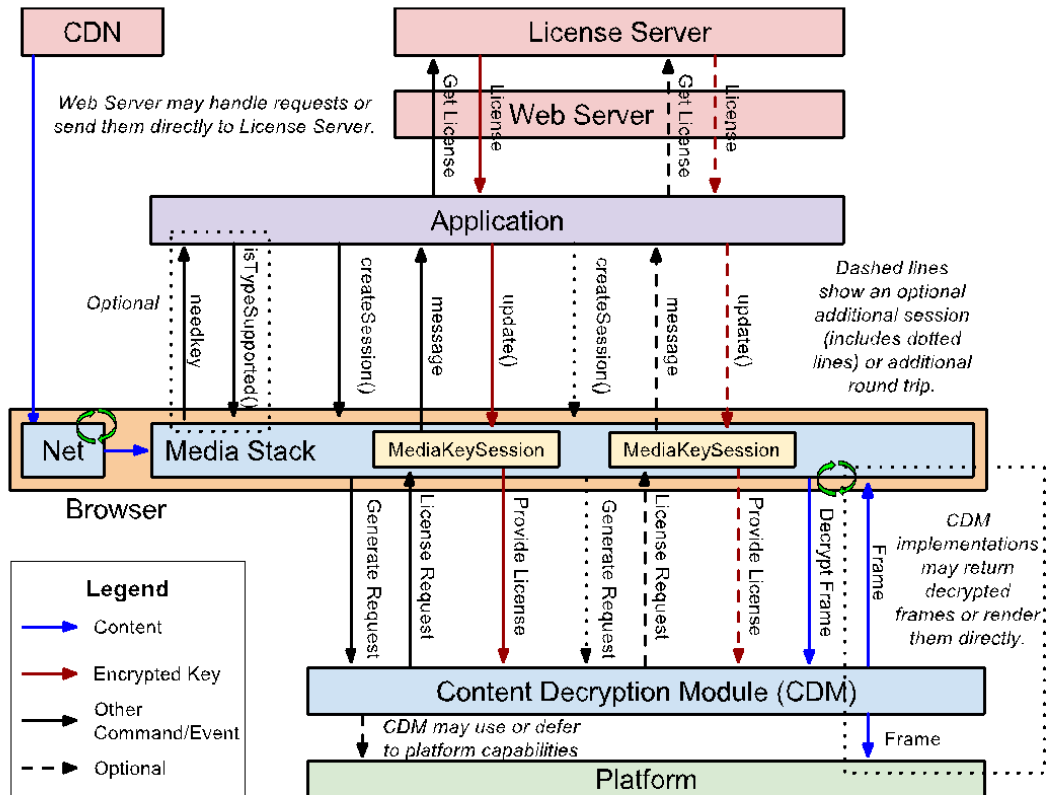 CDN
License Server
Web Server may handle requests or
send them directly to License Server.
Get License
License
Get License
License
Web Server
Application
Optional
needkey
isTypeSupported()
createSession()
message
update()
createSession()
message
update()
Dashed lines
show an optional
additional session
(includes dotted
lines) or additional
round trip.
Net
Media Stack
MediaKeySession
MediaKeySession
Browser
Generate Request
License Request
Provide License
Generate Request
License Request
Provide License
Decrypt Frame
Frame
CDM
implementations
may return
decrypted
frames or render
them directly.
Legend
Content
Encrypted Key
Other
Command/Event
Optional
Content Decryption Module (CDM)
CDM may use or defer
to platform capabilities
Frame
Platform